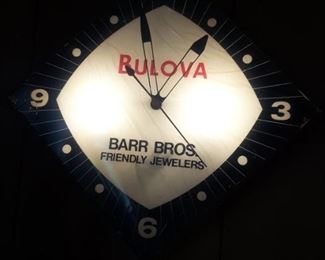 BULOVA
9
3
BARR BROS.
FRIENDLY JEWELERS
6